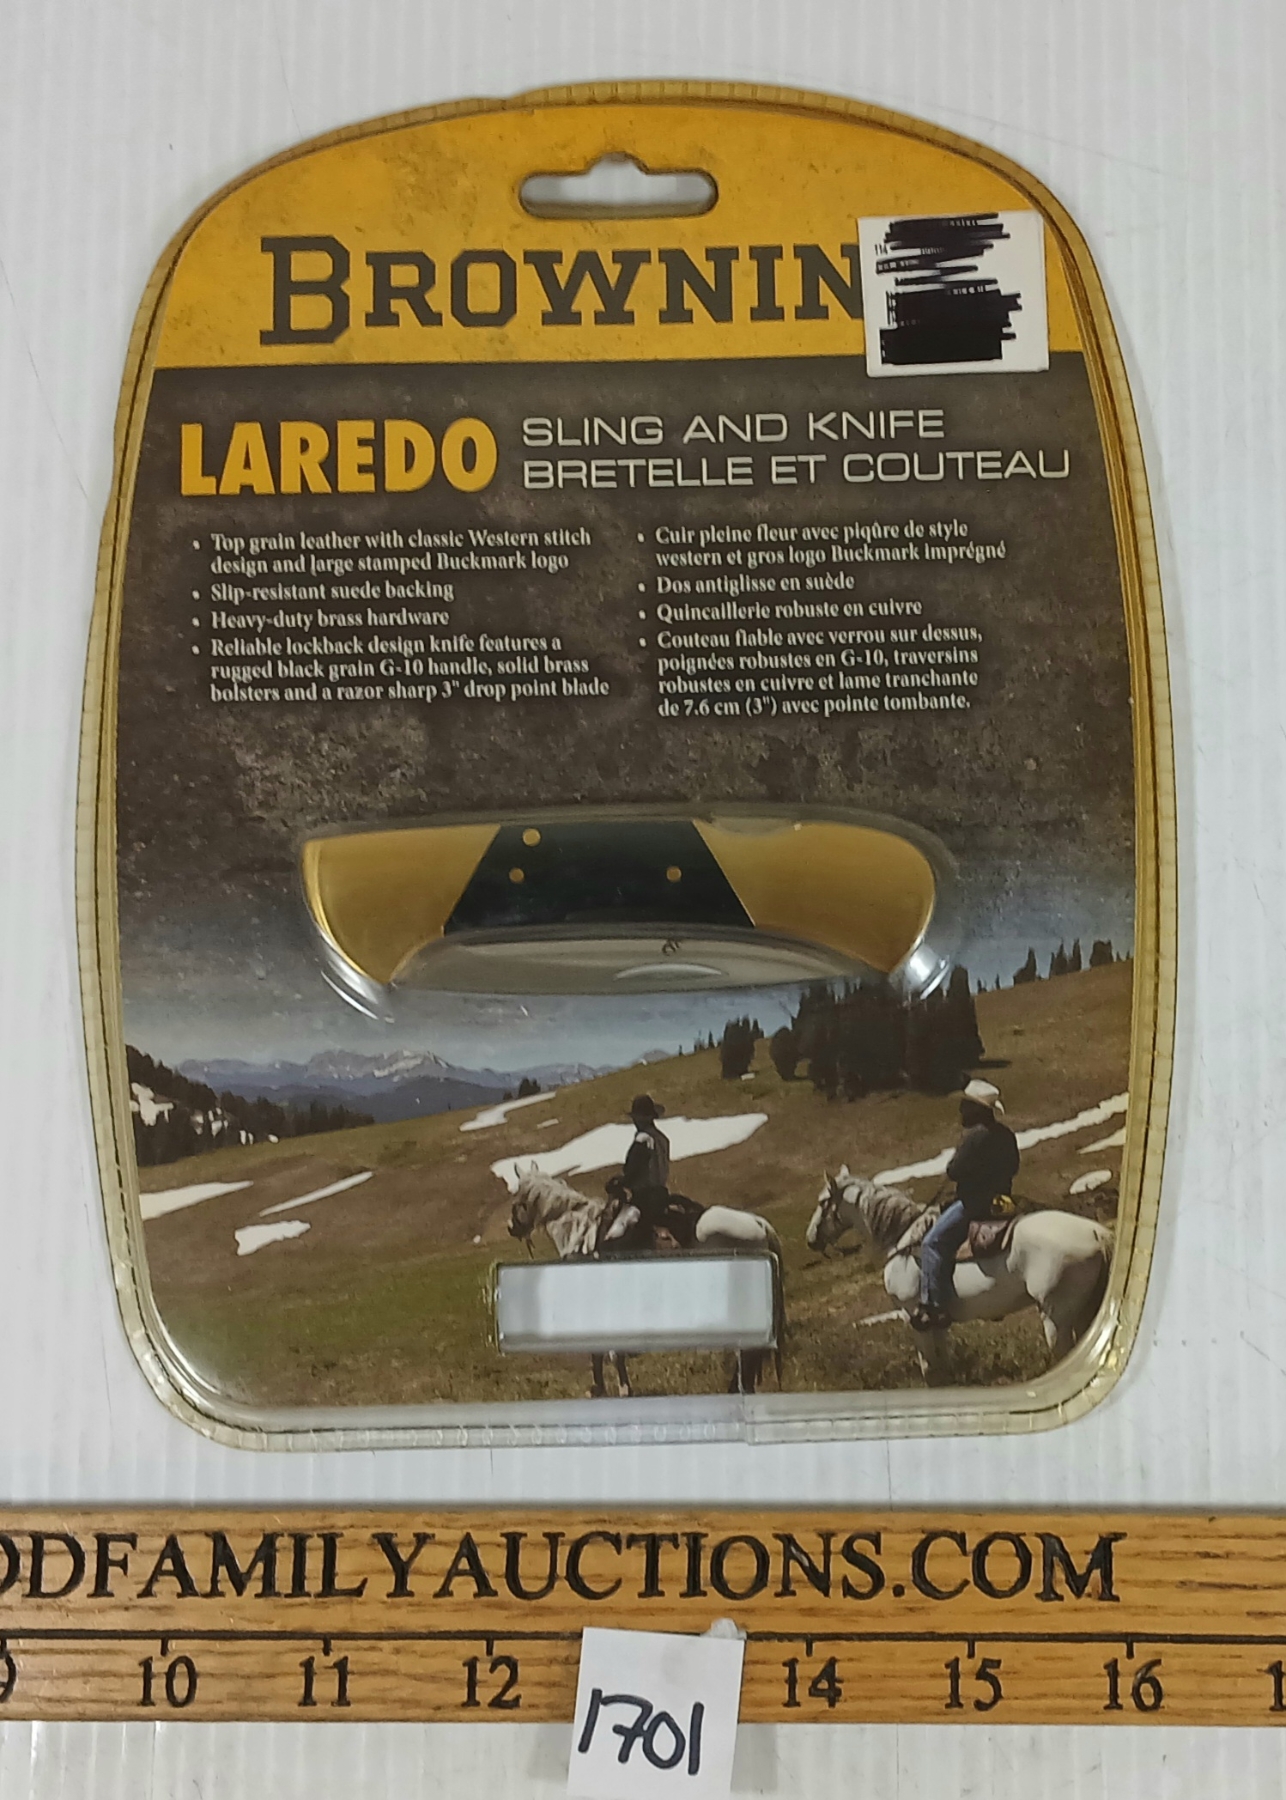 BROWNIN
LAREDO
SLING AND KNIFE
BRETELLE ET COUTEAU
• Top grain leather with classic Western stitch
design and large stamped Buckmark logo
• Slip-resistant suede backing
• Heavy-duty brass hardware
• Reliable lockback design knife features a
rugged black grain G-10 handle, solid brass
bolsters and a razor sharp 3" drop point blade
• Cuir pleine fleur avec piqûre de style
western et gros logo Buckmark imprégné
• Dos antiglisse en suède
• Quincaillerie robuste en cuivre
• Couteau fiable avec verrou sur dessus,
poignées robustes en G-10, traversins
robustes en cuivre et lame tranchante
de 7.6 cm (3") avec pointe tombante.
ODFAMILYAUCTIONS.COM
9 10 11 12 14 15 16
1701